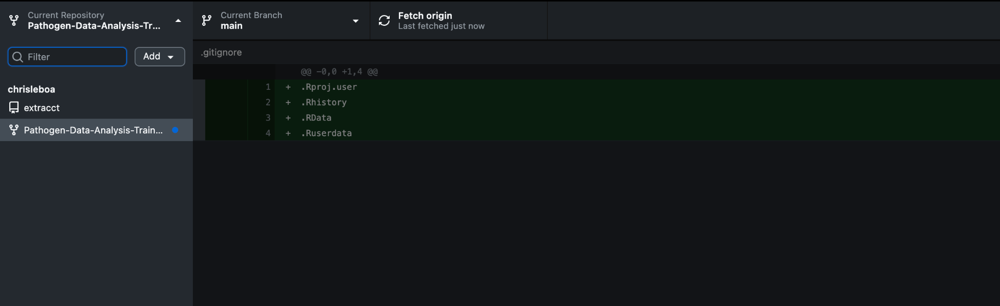 Current Repository
Pathogen-Data-Analysis-Tr...
Current Branch
main
Fetch origin
Last fetched just now
Filter
Add
chrisleboa
extracct
Pathogen-Data-Analysis-Train...
.gitignore
@@ -0,0 +1,4 @@
1 + .Rproj.user
2 + .Rhistory
3 + .RData
4 + .Ruserdata